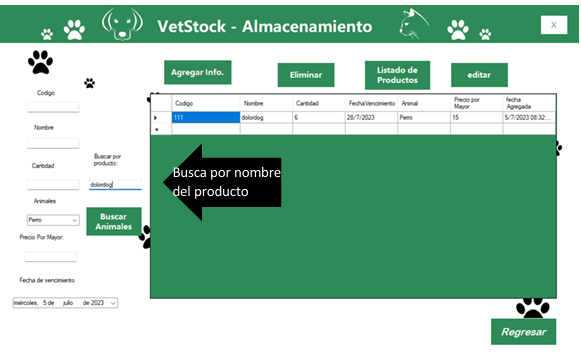 VetStock - Almacenamiento
X
Agregar Info.
Eliminar
Listado de
Productos
editar
Codigo
Nombre
Cantidad
Buscar por
producto:
dolordog
Animales
Perro
Buscar
Animales
Precio Por Mayor:
Fecha de vencimiento
miércoles, 5 de julio de 2023
Codigo Nombre Cantidad FechaVencimiento Animal Precio por Mayor fecha Agregada
111 dolordog 6 28/7/2023 Perro 15 5/7/2023 08:32:...
Busca por nombre
del producto
Regresar